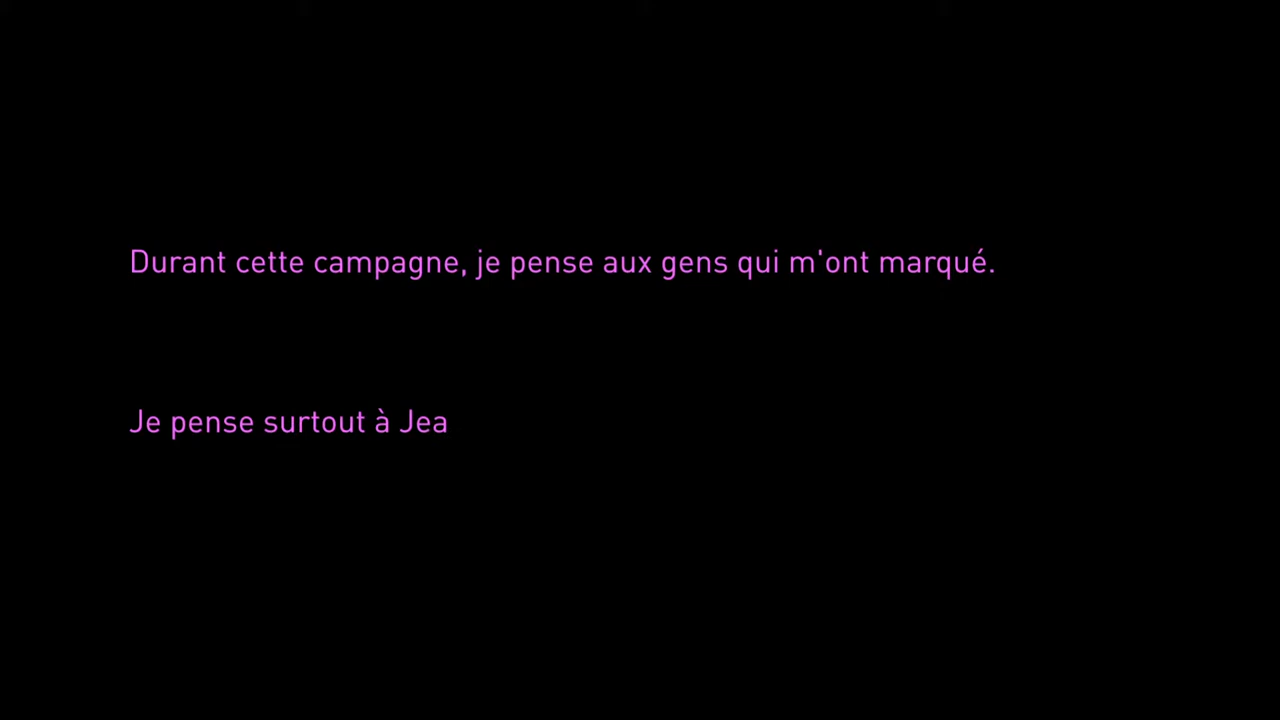 Durant cette campagne, je pense aux gens qui m'ont marqué.
Je pense surtout à Jea